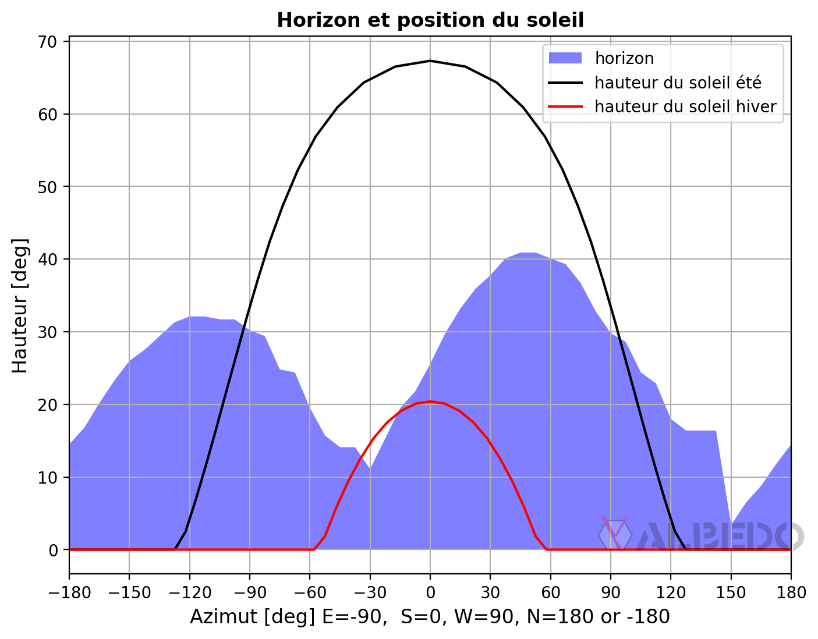 Horizon et position du soleil
70
60
50
40
30
20
10
0
Hauteur [deg]
horizon
hauteur du soleil été
hauteur du soleil hiver
ALBEDO
−180 −150 −120 −90 −60 −30 0 30 60 90 120 150 180
Azimut [deg] E=-90,  S=0, W=90, N=180 or -180